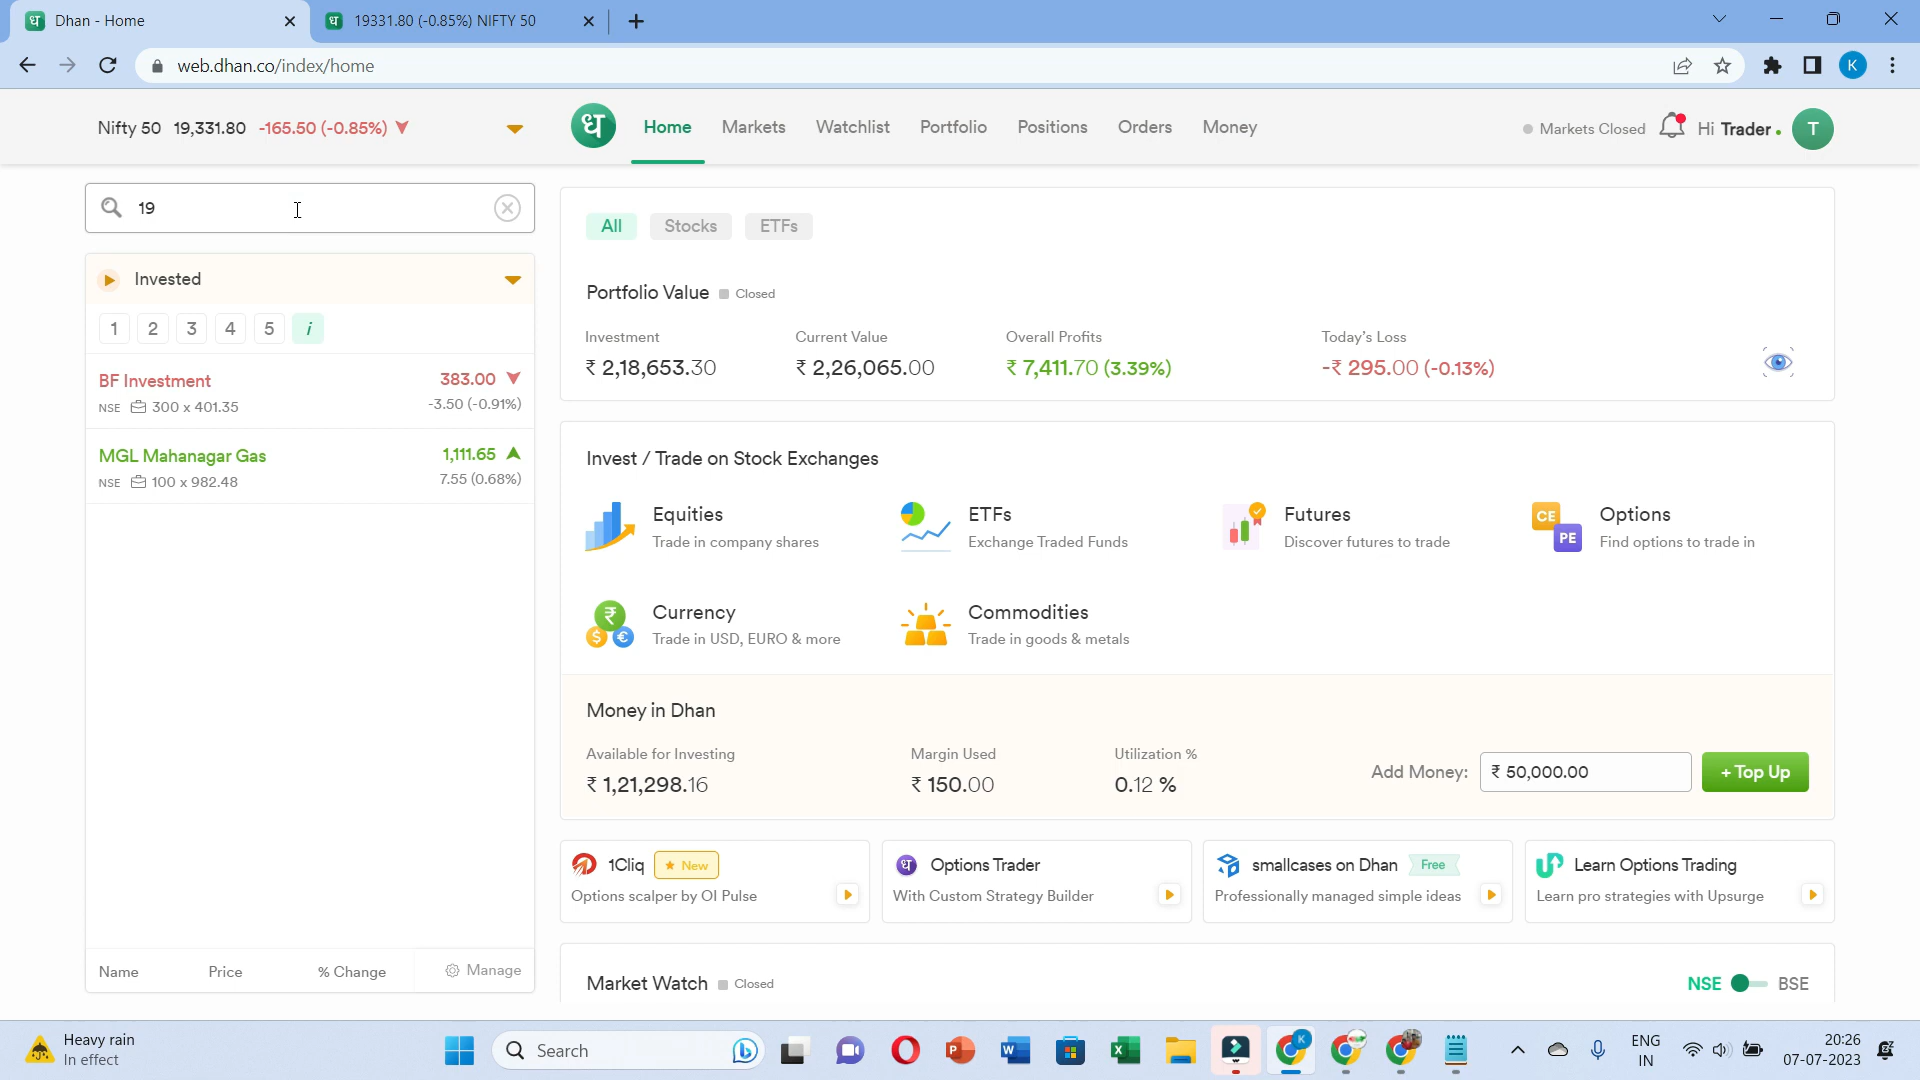 Dhan - Home
19331.80 (-0.85%) NIFTY 50
web.dhan.co/index/home
K
Nifty 50 19,331.80 -165.50 (-0.85%)
ध
Home Markets Watchlist Portfolio Positions Orders Money
Markets Closed
Hi Trader
T
19
Invested
1 2 3 4 5 i
BF Investment 383.00
NSE 300 x 401.35 -3.50 (-0.91%)
MGL Mahanagar Gas 1,111.65
NSE 100 x 982.48 7.55 (0.68%)
Name Price % Change Manage
All Stocks ETFs
Portfolio Value Closed
Investment Current Value Overall Profits Today's Loss
₹ 2,18,653.30 ₹ 2,26,065.00 ₹ 7,411.70 (3.39%) -₹ 295.00 (-0.13%)
Invest / Trade on Stock Exchanges
Equities
Trade in company shares
ETFs
Exchange Traded Funds
Futures
Discover futures to trade
CE
PE
Options
Find options to trade in
Currency
Trade in USD, EURO & more
Commodities
Trade in goods & metals
Money in Dhan
Available for Investing Margin Used Utilization %
₹ 1,21,298.16 ₹ 150.00 0.12 %
Add Money: ₹ 50,000.00 + Top Up
1Cliq New
Options scalper by OI Pulse
Options Trader
With Custom Strategy Builder
smallcases on Dhan Free
Professionally managed simple ideas
Learn Options Trading
Learn pro strategies with Upsurge
Market Watch Closed
NSE BSE
Heavy rain
In effect
Search
ENG
IN
20:26
07-07-2023